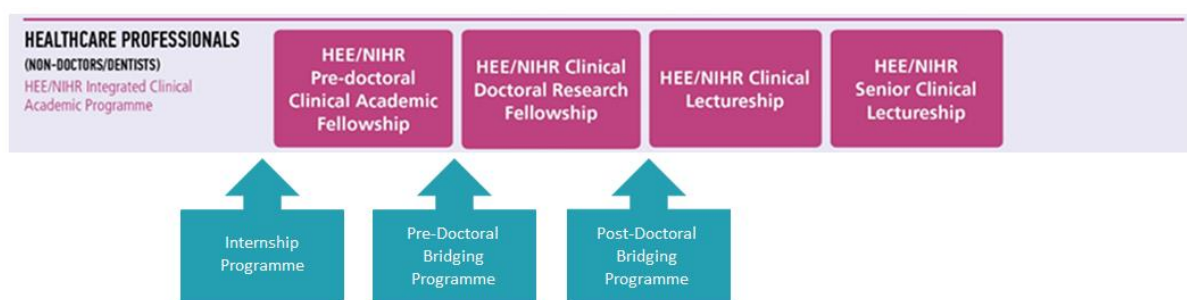 HEALTHCARE PROFESSIONALS
(NON-DOCTORS/DENTISTS)
HEE/NIHR Integrated Clinical
Academic Programme
HEE/NIHR
Pre-doctoral
Clinical Academic
Fellowship
HEE/NIHR Clinical
Doctoral Research
Fellowship
HEE/NIHR Clinical
Lectureship
HEE/NIHR
Senior Clinical
Lectureship
Internship
Programme
Pre-Doctoral
Bridging
Programme
Post-Doctoral
Bridging
Programme